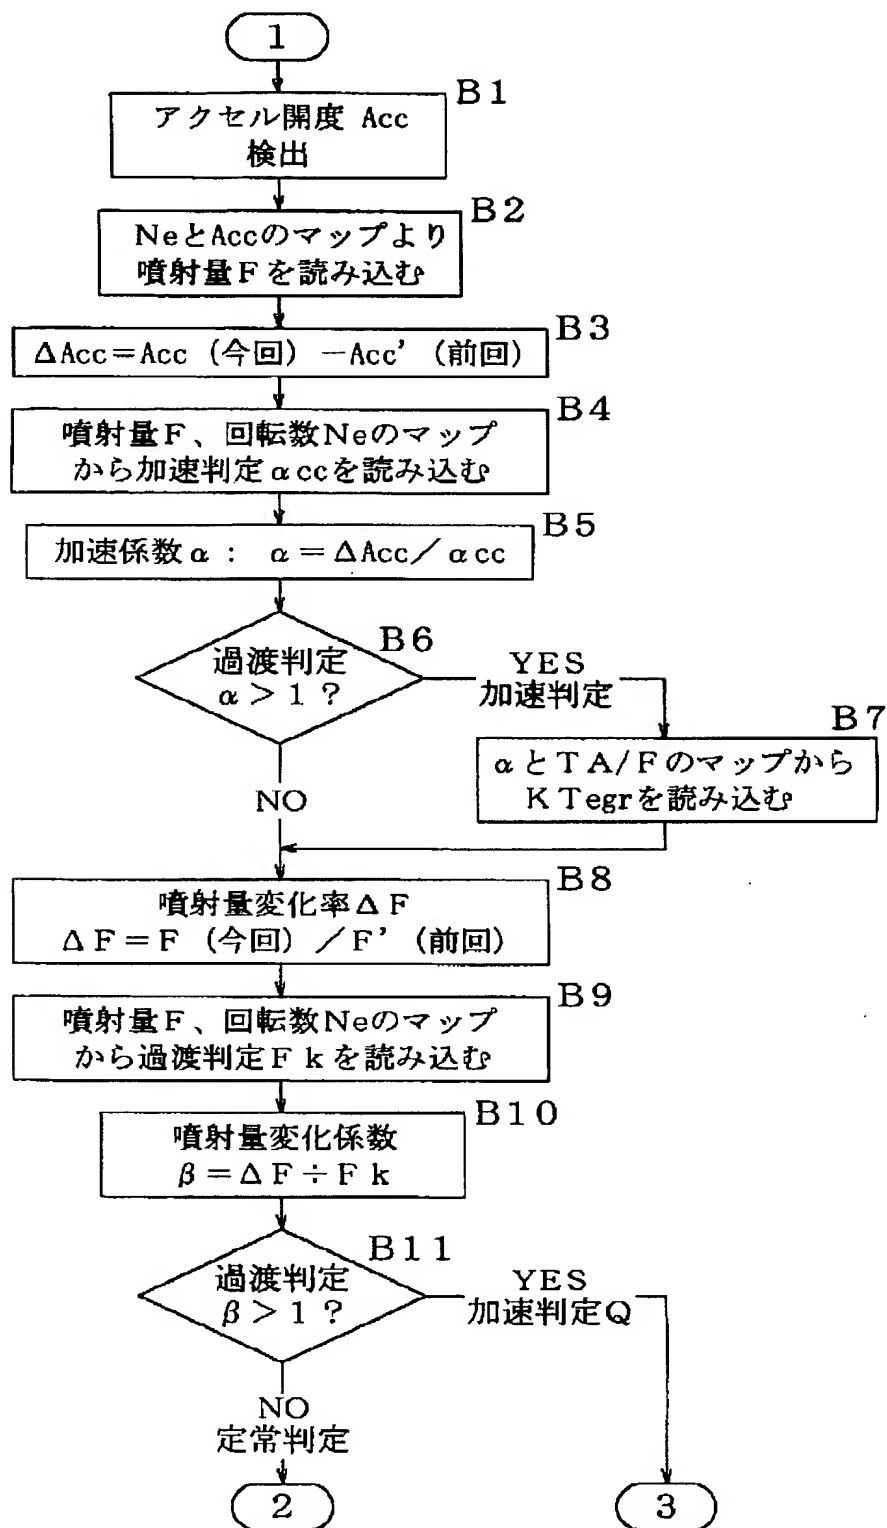 1
B1
アクセル開度 Acc
検出
B2
NeとAccのマップより
噴射量Fを読み込む
B3
ΔAcc=Acc (今回) −Acc' (前回)
B4
噴射量F、回転数Neのマップ
から加速判定αccを読み込む
B5
加速係数α: α=ΔAcc/αcc
B6
過渡判定
α>1?
YES
加速判定
B7
αとTA/Fのマップから
KTegrを読み込む
NO
B8
噴射量変化率ΔF
ΔF=F (今回) /F' (前回)
B9
噴射量F、回転数Neのマップ
から過渡判定Fkを読み込む
B10
噴射量変化係数
β=ΔF÷Fk
B11
過渡判定
β>1?
YES
加速判定Q
NO
定常判定
2
3